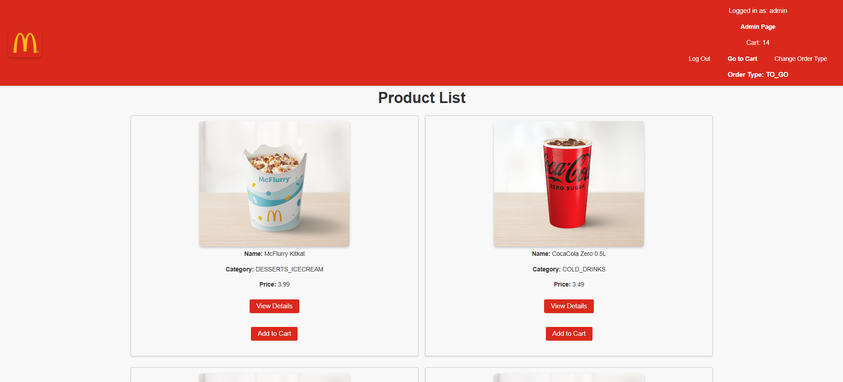 Logged in as: admin
Admin Page
Cart: 14
Log Out Go to Cart Change Order Type
Order Type: TO_GO
Product List
McFlurry
Name: McFlurry Kitkat
Category: DESSERTS_ICECREAM
Price: 3.99
View Details
Add to Cart
Coca-Cola
ZERO SUGAR
Name: CocaCola Zero 0.5L
Category: COLD_DRINKS
Price: 3.49
View Details
Add to Cart